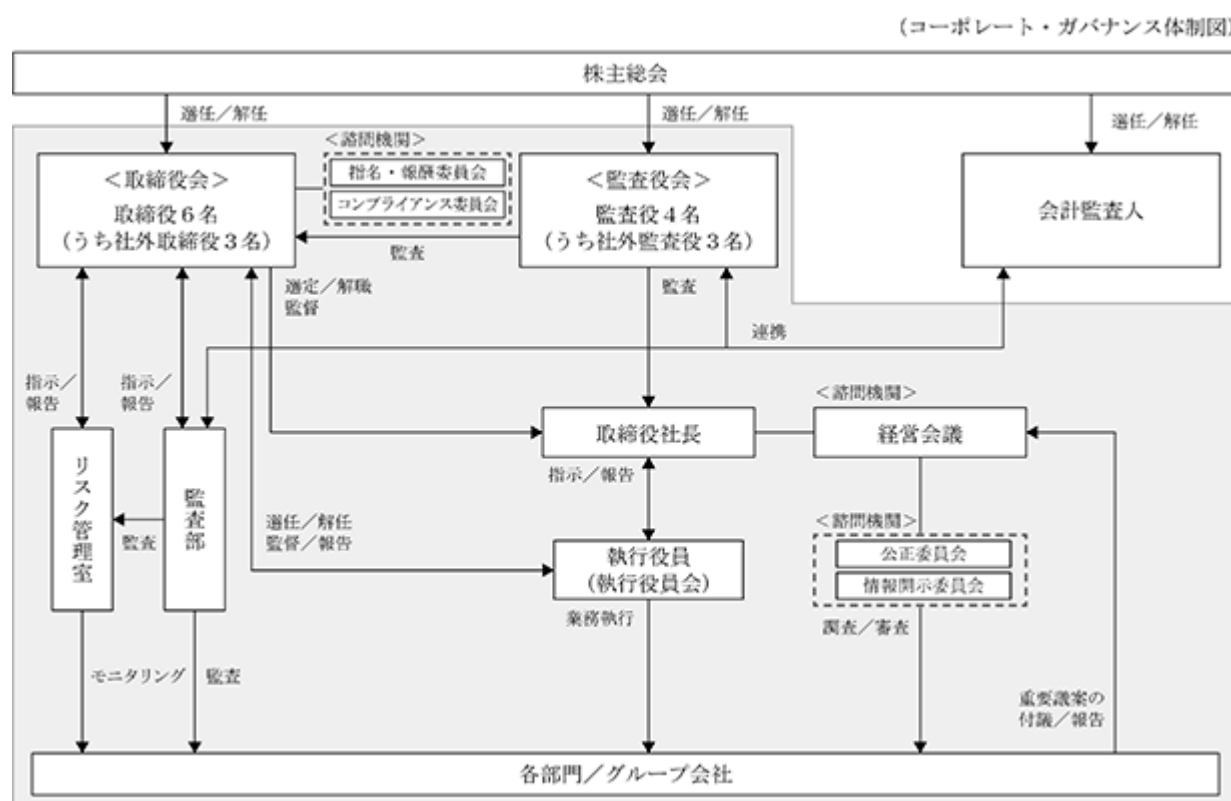 (コーポレート・ガバナンス体制図)
株主総会
選任／解任
選任／解任
選任／解任
＜諮問機関＞
＜取締役会＞
取締役６名
(うち社外取締役３名)
指名・報酬委員会
コンプライアンス委員会
＜監査役会＞
監査役４名
(うち社外監査役３名)
会計監査人
監査
選定／解職
監督
監査
連携
指示／
報告
指示／
報告
＜諮問機関＞
取締役社長
経営会議
リスク管理室
監査部
監査
指示／報告
選任／解任
監督／報告
＜諮問機関＞
執行役員
(執行役員会)
公正委員会
情報開示委員会
業務執行
調査／審査
モニタリング
監査
重要議案の
付議／報告
各部門／グループ会社